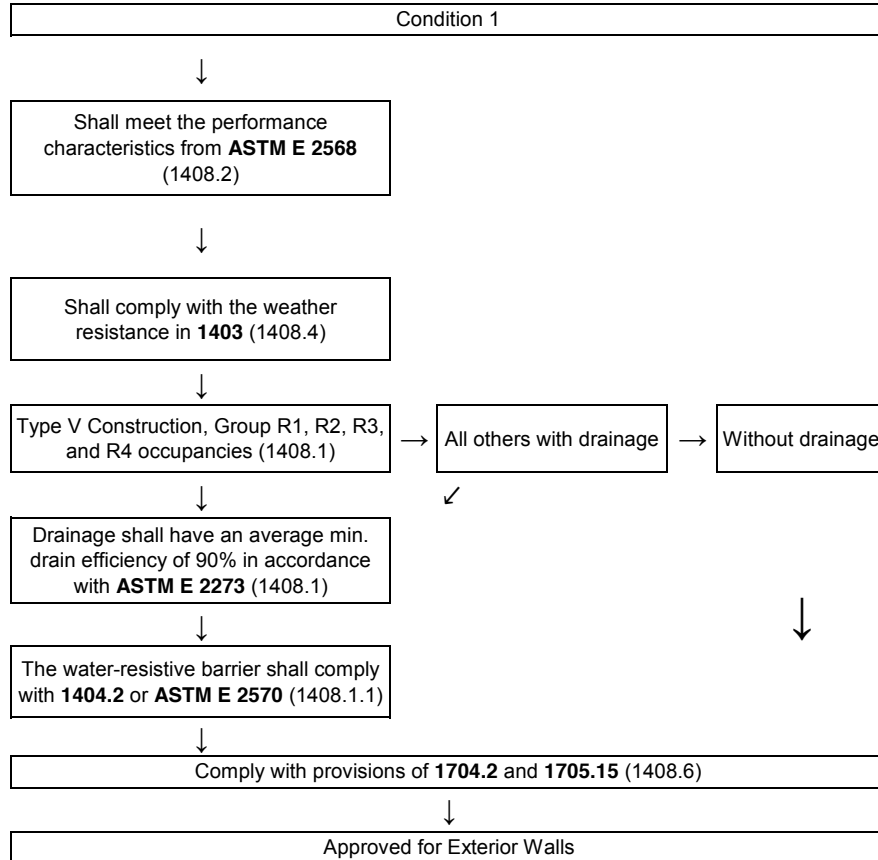 Condition 1
↓
Shall meet the performance
characteristics from ASTM E 2568
(1408.2)
↓
Shall comply with the weather
resistance in 1403 (1408.4)
↓
Type V Construction, Group R1, R2, R3,
and R4 occupancies (1408.1)
→
All others with drainage
→
Without drainage
↓
↙
Drainage shall have an average min.
drain efficiency of 90% in accordance
with ASTM E 2273 (1408.1)
↓
↓
The water-resistive barrier shall comply
with 1404.2 or ASTM E 2570 (1408.1.1)
↓
Comply with provisions of 1704.2 and 1705.15 (1408.6)
↓
Approved for Exterior Walls